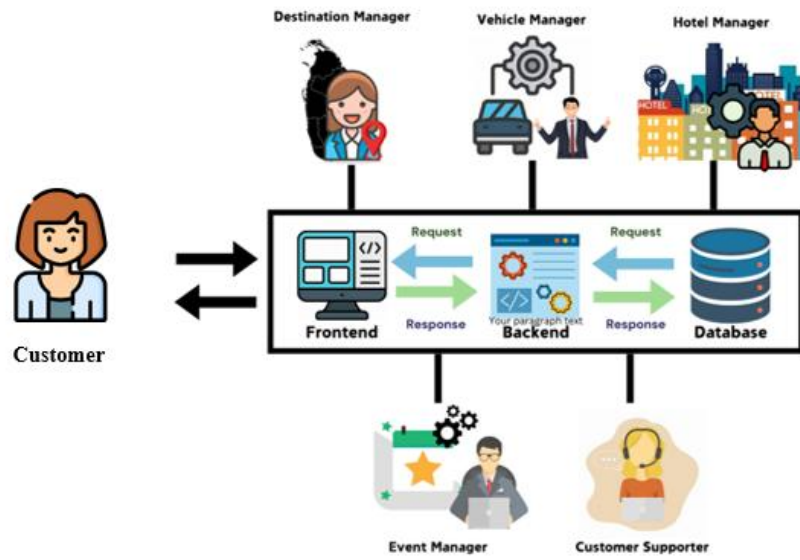 Destination Manager
Vehicle Manager
Hotel Manager
HOTEL
HOTEL
Customer
Request
Request
</>
</>
Your paragraph text
Frontend
Response
Backend
Response
Database
Event Manager
Customer Supporter